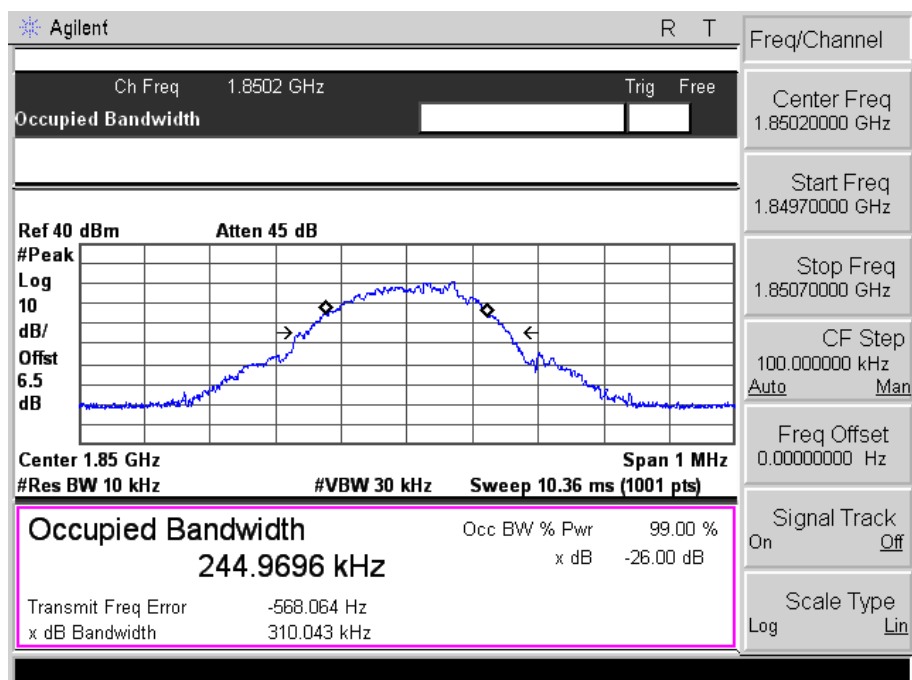 Agilent R T
Ch Freq 1.8502 GHz Trig Free
Occupied Bandwidth
Ref 40 dBm Atten 45 dB
#Peak
Log
10
dB/
Offst
6.5
dB
Center 1.85 GHz Span 1 MHz
#Res BW 10 kHz #VBW 30 kHz Sweep 10.36 ms (1001 pts)
Occupied Bandwidth
244.9696 kHz
Occ BW % Pwr 99.00 %
x dB -26.00 dB
Transmit Freq Error -568.064 Hz
x dB Bandwidth 310.043 kHz
Freq/Channel
Center Freq
1.85020000 GHz
Start Freq
1.84970000 GHz
Stop Freq
1.85070000 GHz
CF Step
100.000000 kHz
Auto Man
Freq Offset
0.00000000 Hz
Signal Track
On Off
Scale Type
Log Lin